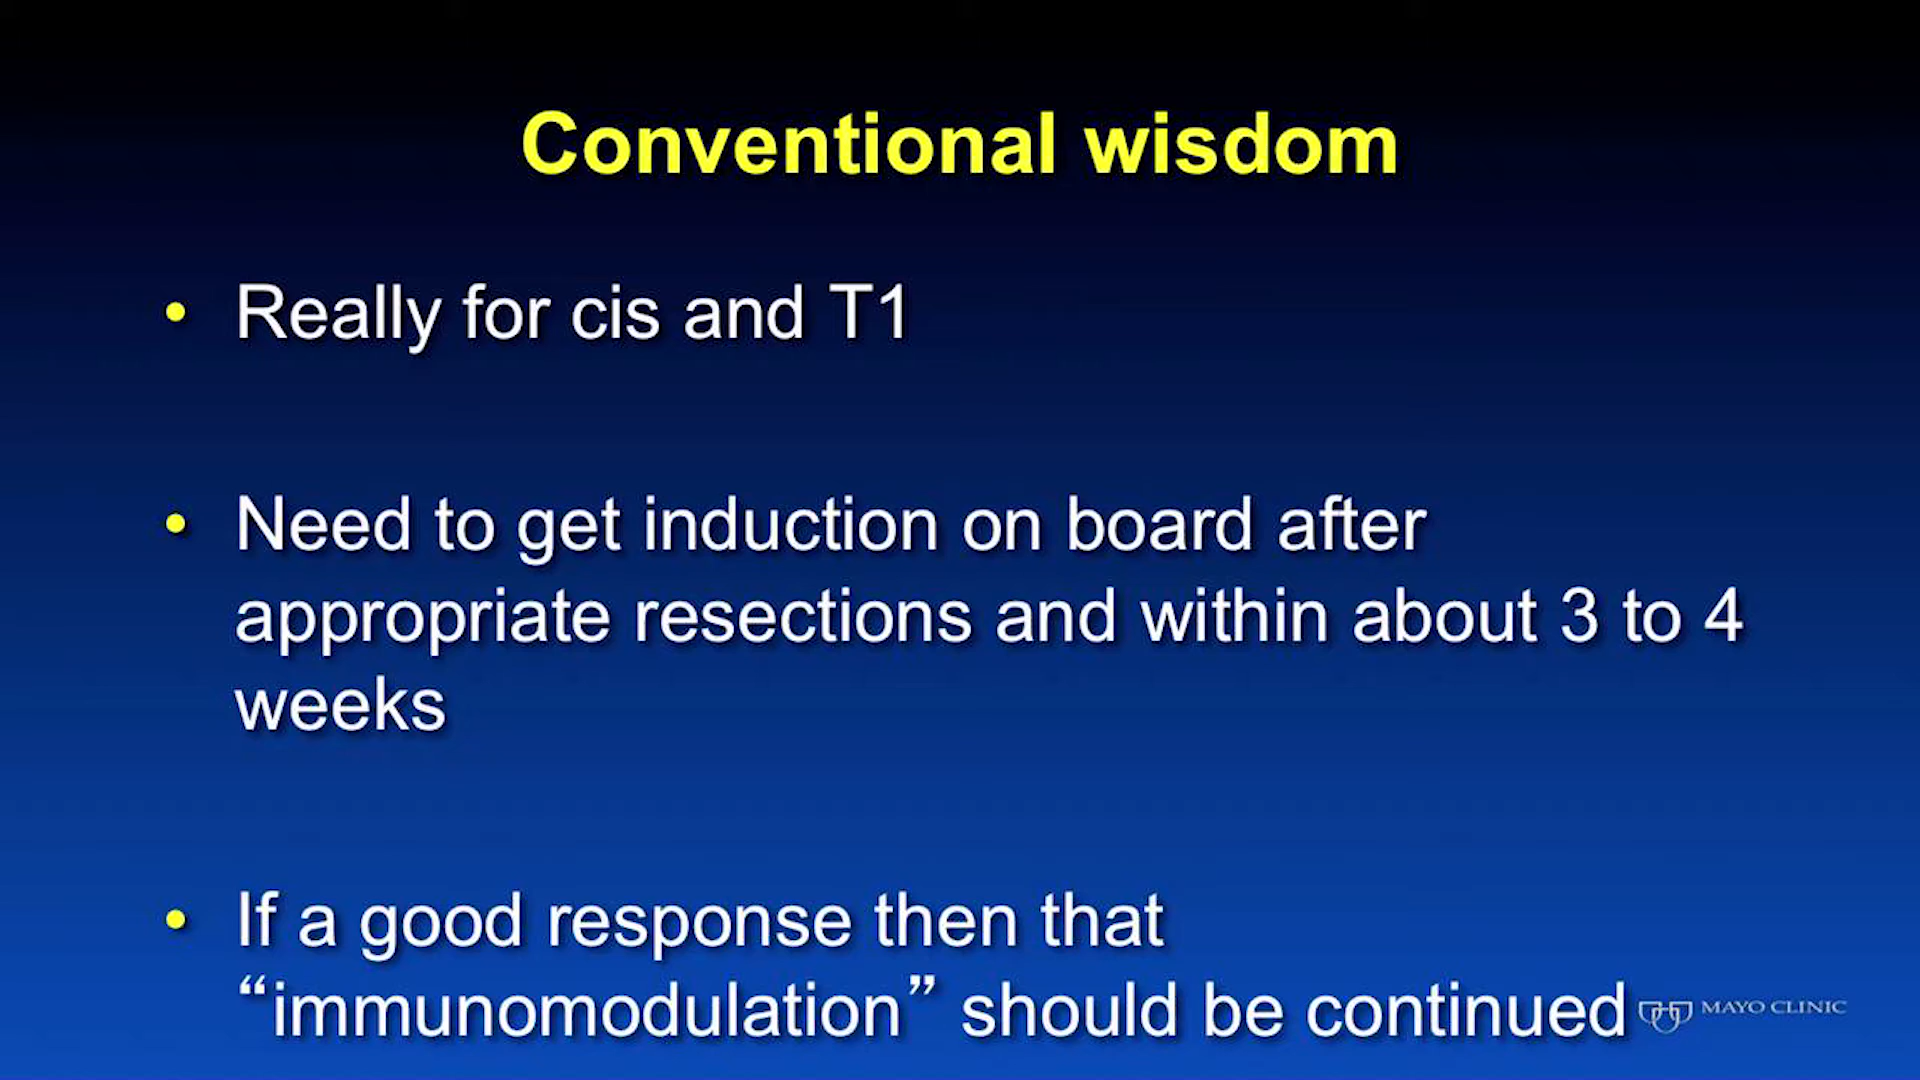 Conventional wisdom
• Really for cis and T1
• Need to get induction on board after
appropriate resections and within about 3 to 4
weeks
• If a good response then that
“immunomodulation” should be continued
MAYO CLINIC